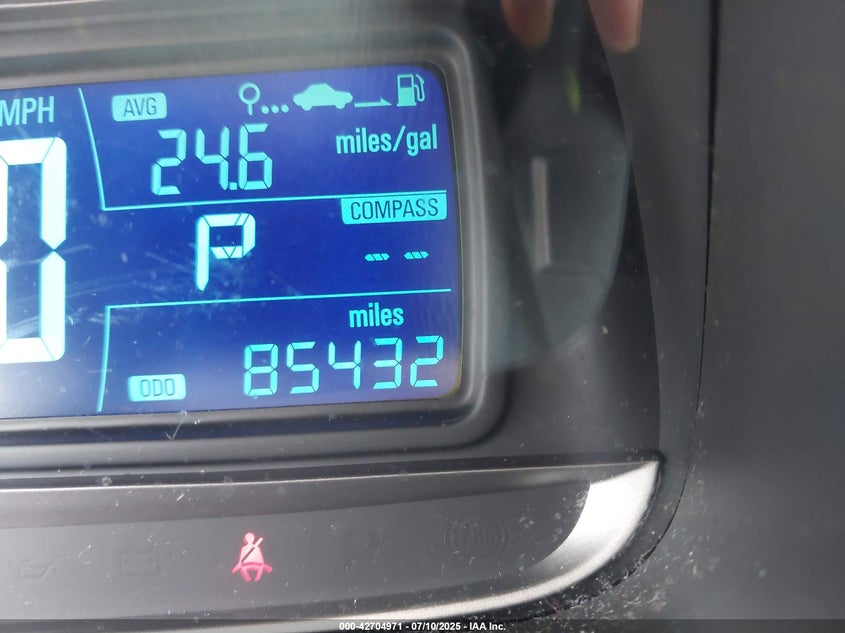 MPH
AVG
24.6
miles/gal
COMPASS
P
-- --
miles
ODO
85432
000-42704971 - 07/10/2025 - IAA Inc.